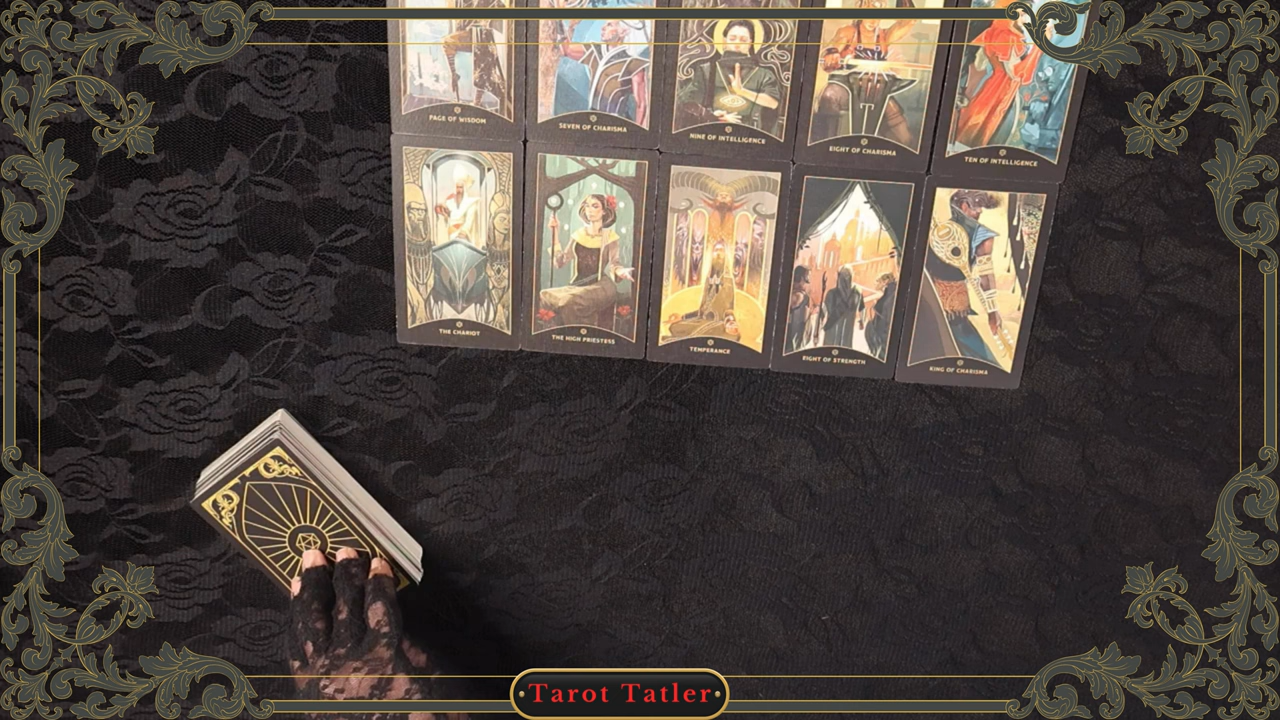 PAGE OF WISDOM
SEVEN OF CHARISMA
NINE OF INTELLIGENCE
EIGHT OF CHARISMA
TEN OF INTELLIGENCE
THE CHARIOT
THE HIGH PRIESTESS
TEMPERANCE
EIGHT OF STRENGTH
KING OF CHARISMA
Tarot Tatler